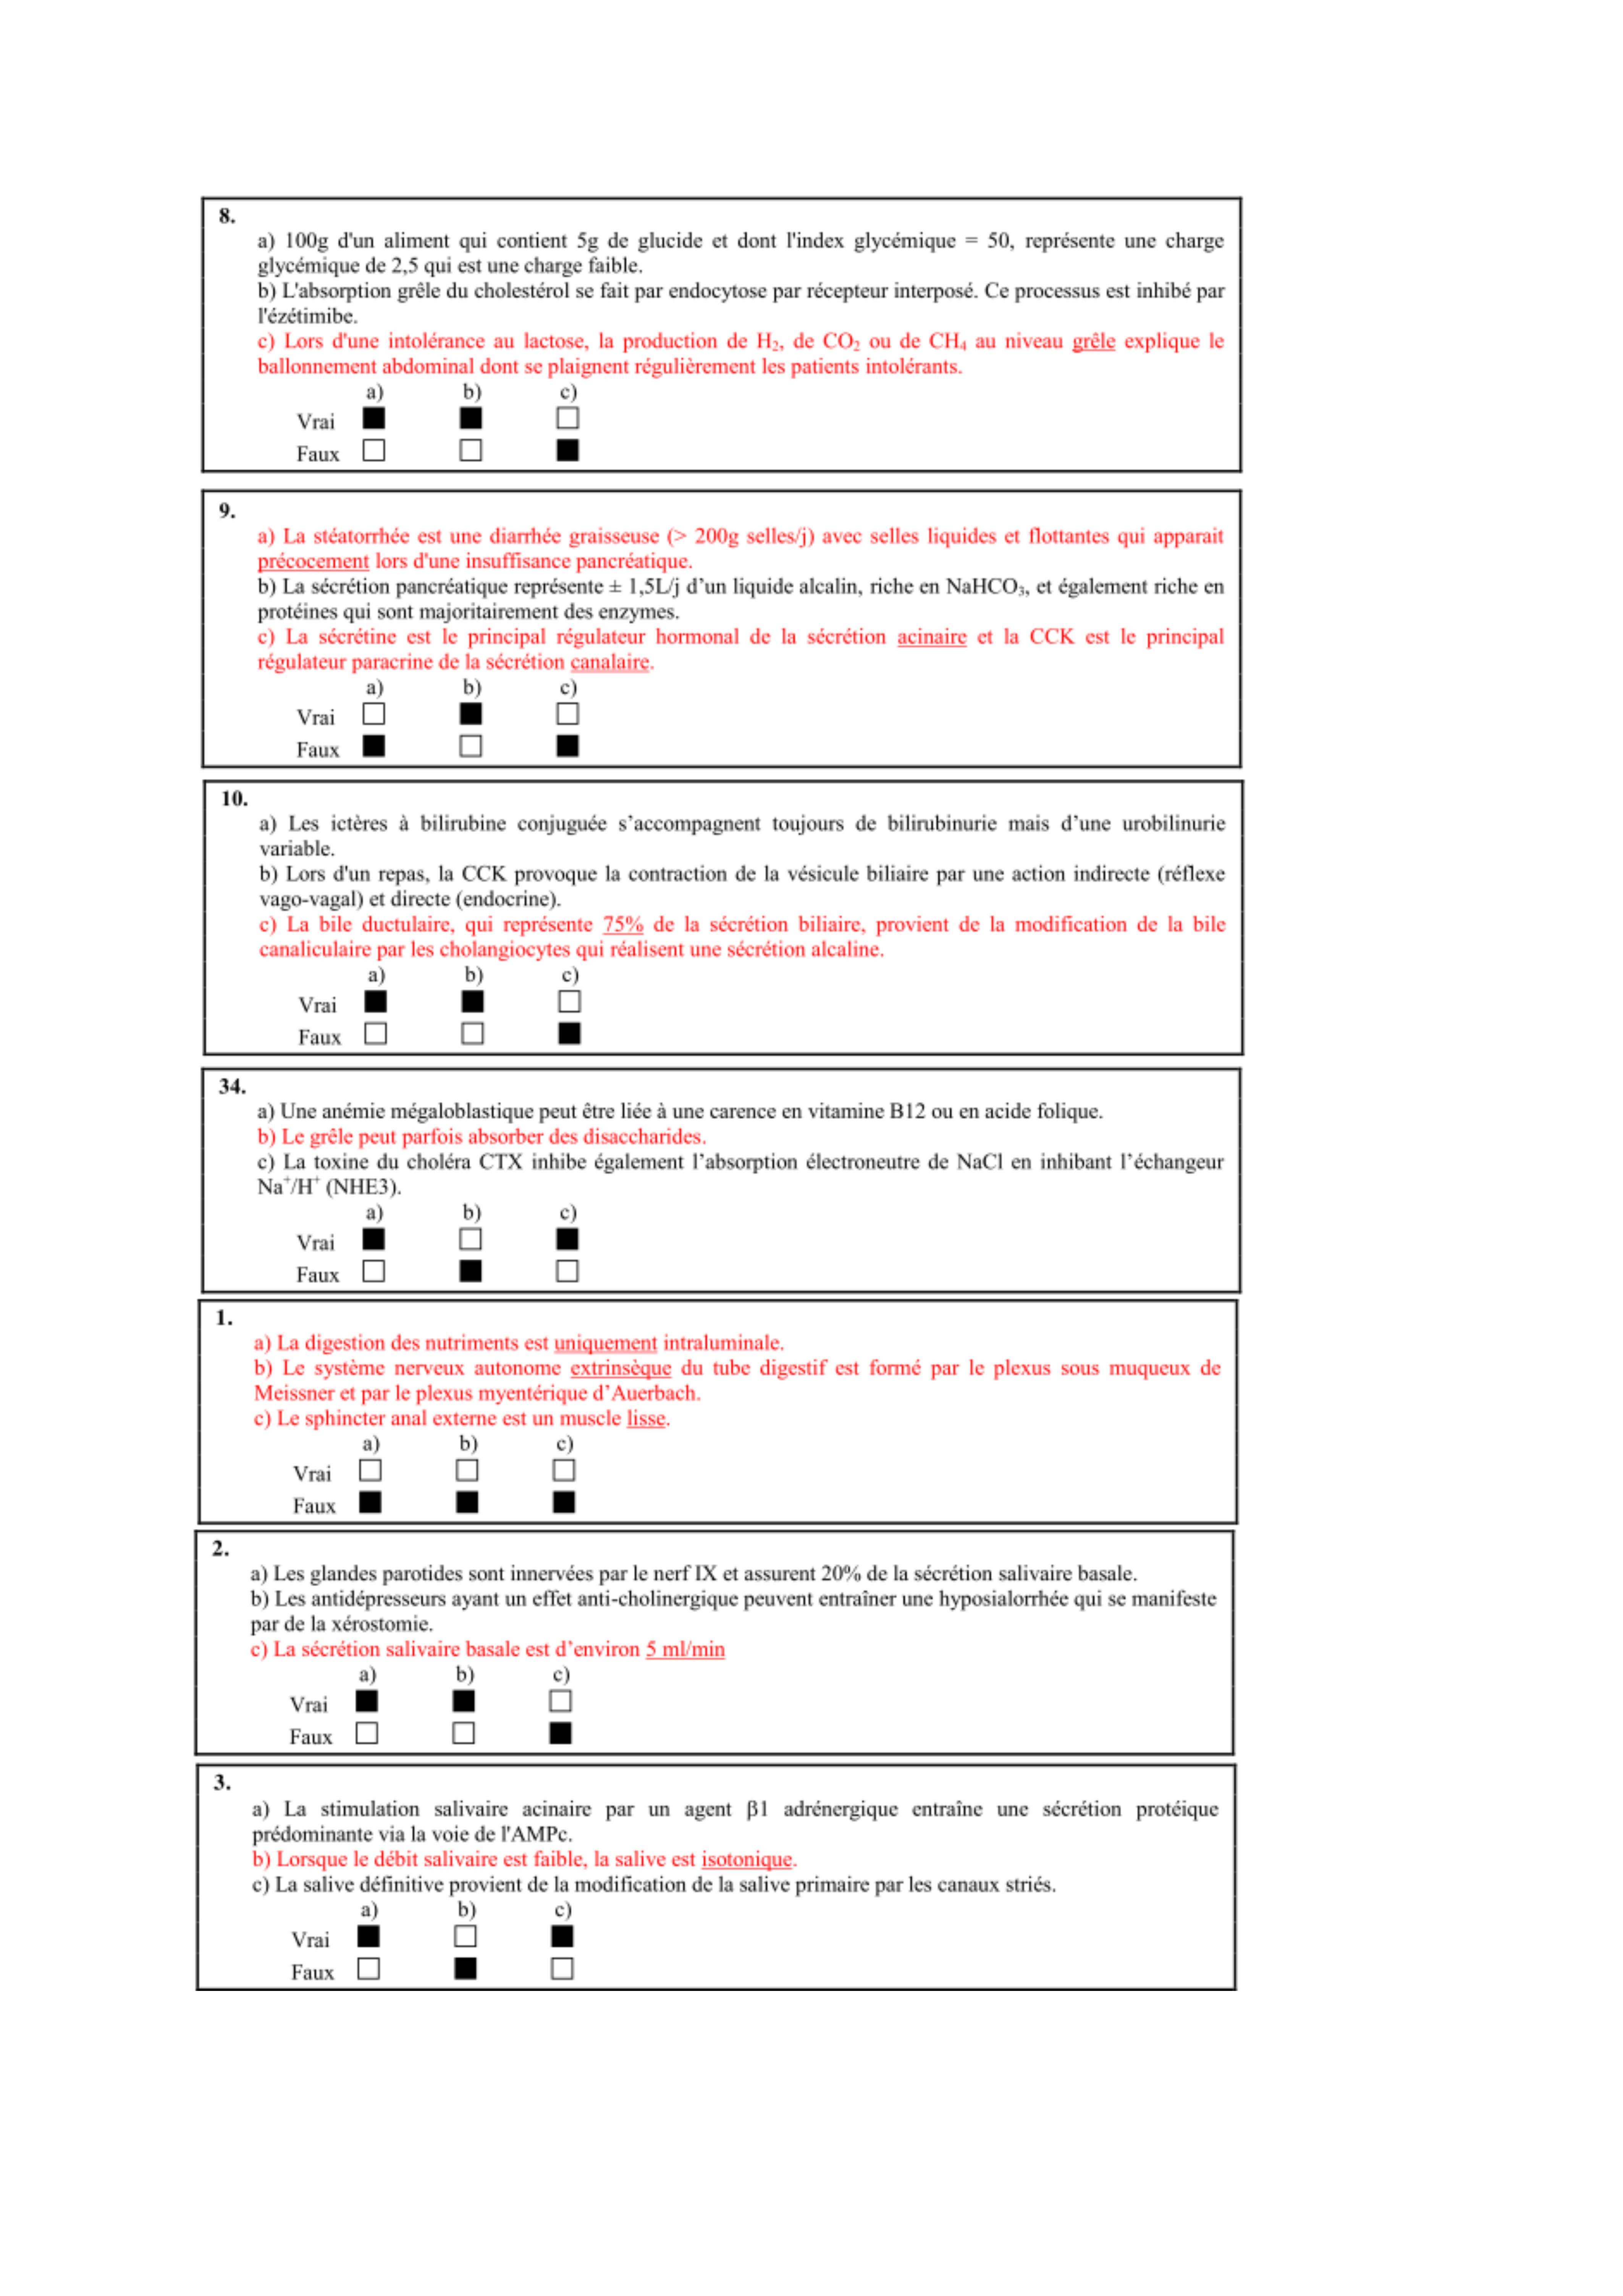 8.
a) 100g d'un aliment qui contient 5g de glucide et dont l'index glycémique = 50, représente une charge
glycémique de 2,5 qui est une charge faible.
b) L'absorption grêle du cholestérol se fait par endocytose par récepteur interposé. Ce processus est inhibé par
l'ézétimibe.
c) Lors d'une intolérance au lactose, la production de H₂, de CO₂ ou de CH₄ au niveau grêle explique le
ballonnement abdominal dont se plaignent régulièrement les patients intolérants.
a) b) c)
Vrai
Faux
9.
a) La stéatorrhée est une diarrhée graisseuse (> 200g selles/j) avec selles liquides et flottantes qui apparait
précocement lors d'une insuffisance pancréatique.
b) La sécrétion pancréatique représente ± 1,5L/j d’un liquide alcalin, riche en NaHCO₃, et également riche en
protéines qui sont majoritairement des enzymes.
c) La sécrétine est le principal régulateur hormonal de la sécrétion acinaire et la CCK est le principal
régulateur paracrine de la sécrétion canalaire.
a) b) c)
Vrai
Faux
10.
a) Les ictères à bilirubine conjuguée s’accompagnent toujours de bilirubinurie mais d’une urobilinurie
variable.
b) Lors d'un repas, la CCK provoque la contraction de la vésicule biliaire par une action indirecte (réflexe
vago-vagal) et directe (endocrine).
c) La bile ductulaire, qui représente 75% de la sécrétion biliaire, provient de la modification de la bile
canaliculaire par les cholangiocytes qui réalisent une sécrétion alcaline.
a) b) c)
Vrai
Faux
34.
a) Une anémie mégaloblastique peut être liée à une carence en vitamine B12 ou en acide folique.
b) Le grêle peut parfois absorber des disaccharides.
c) La toxine du choléra CTX inhibe également l’absorption électroneutre de NaCl en inhibant l’échangeur
Na⁺/H⁺ (NHE3).
a) b) c)
Vrai
Faux
1.
a) La digestion des nutriments est uniquement intraluminale.
b) Le système nerveux autonome extrinsèque du tube digestif est formé par le plexus sous muqueux de
Meissner et par le plexus myentérique d’Auerbach.
c) Le sphincter anal externe est un muscle lisse.
a) b) c)
Vrai
Faux
2.
a) Les glandes parotides sont innervées par le nerf IX et assurent 20% de la sécrétion salivaire basale.
b) Les antidépresseurs ayant un effet anti-cholinergique peuvent entraîner une hyposialorrhée qui se manifeste
par de la xérostomie.
c) La sécrétion salivaire basale est d’environ 5 ml/min
a) b) c)
Vrai
Faux
3.
a) La stimulation salivaire acinaire par un agent β1 adrénergique entraîne une sécrétion protéique
prédominante via la voie de l'AMPc.
b) Lorsque le débit salivaire est faible, la salive est isotonique.
c) La salive définitive provient de la modification de la salive primaire par les canaux striés.
a) b) c)
Vrai
Faux